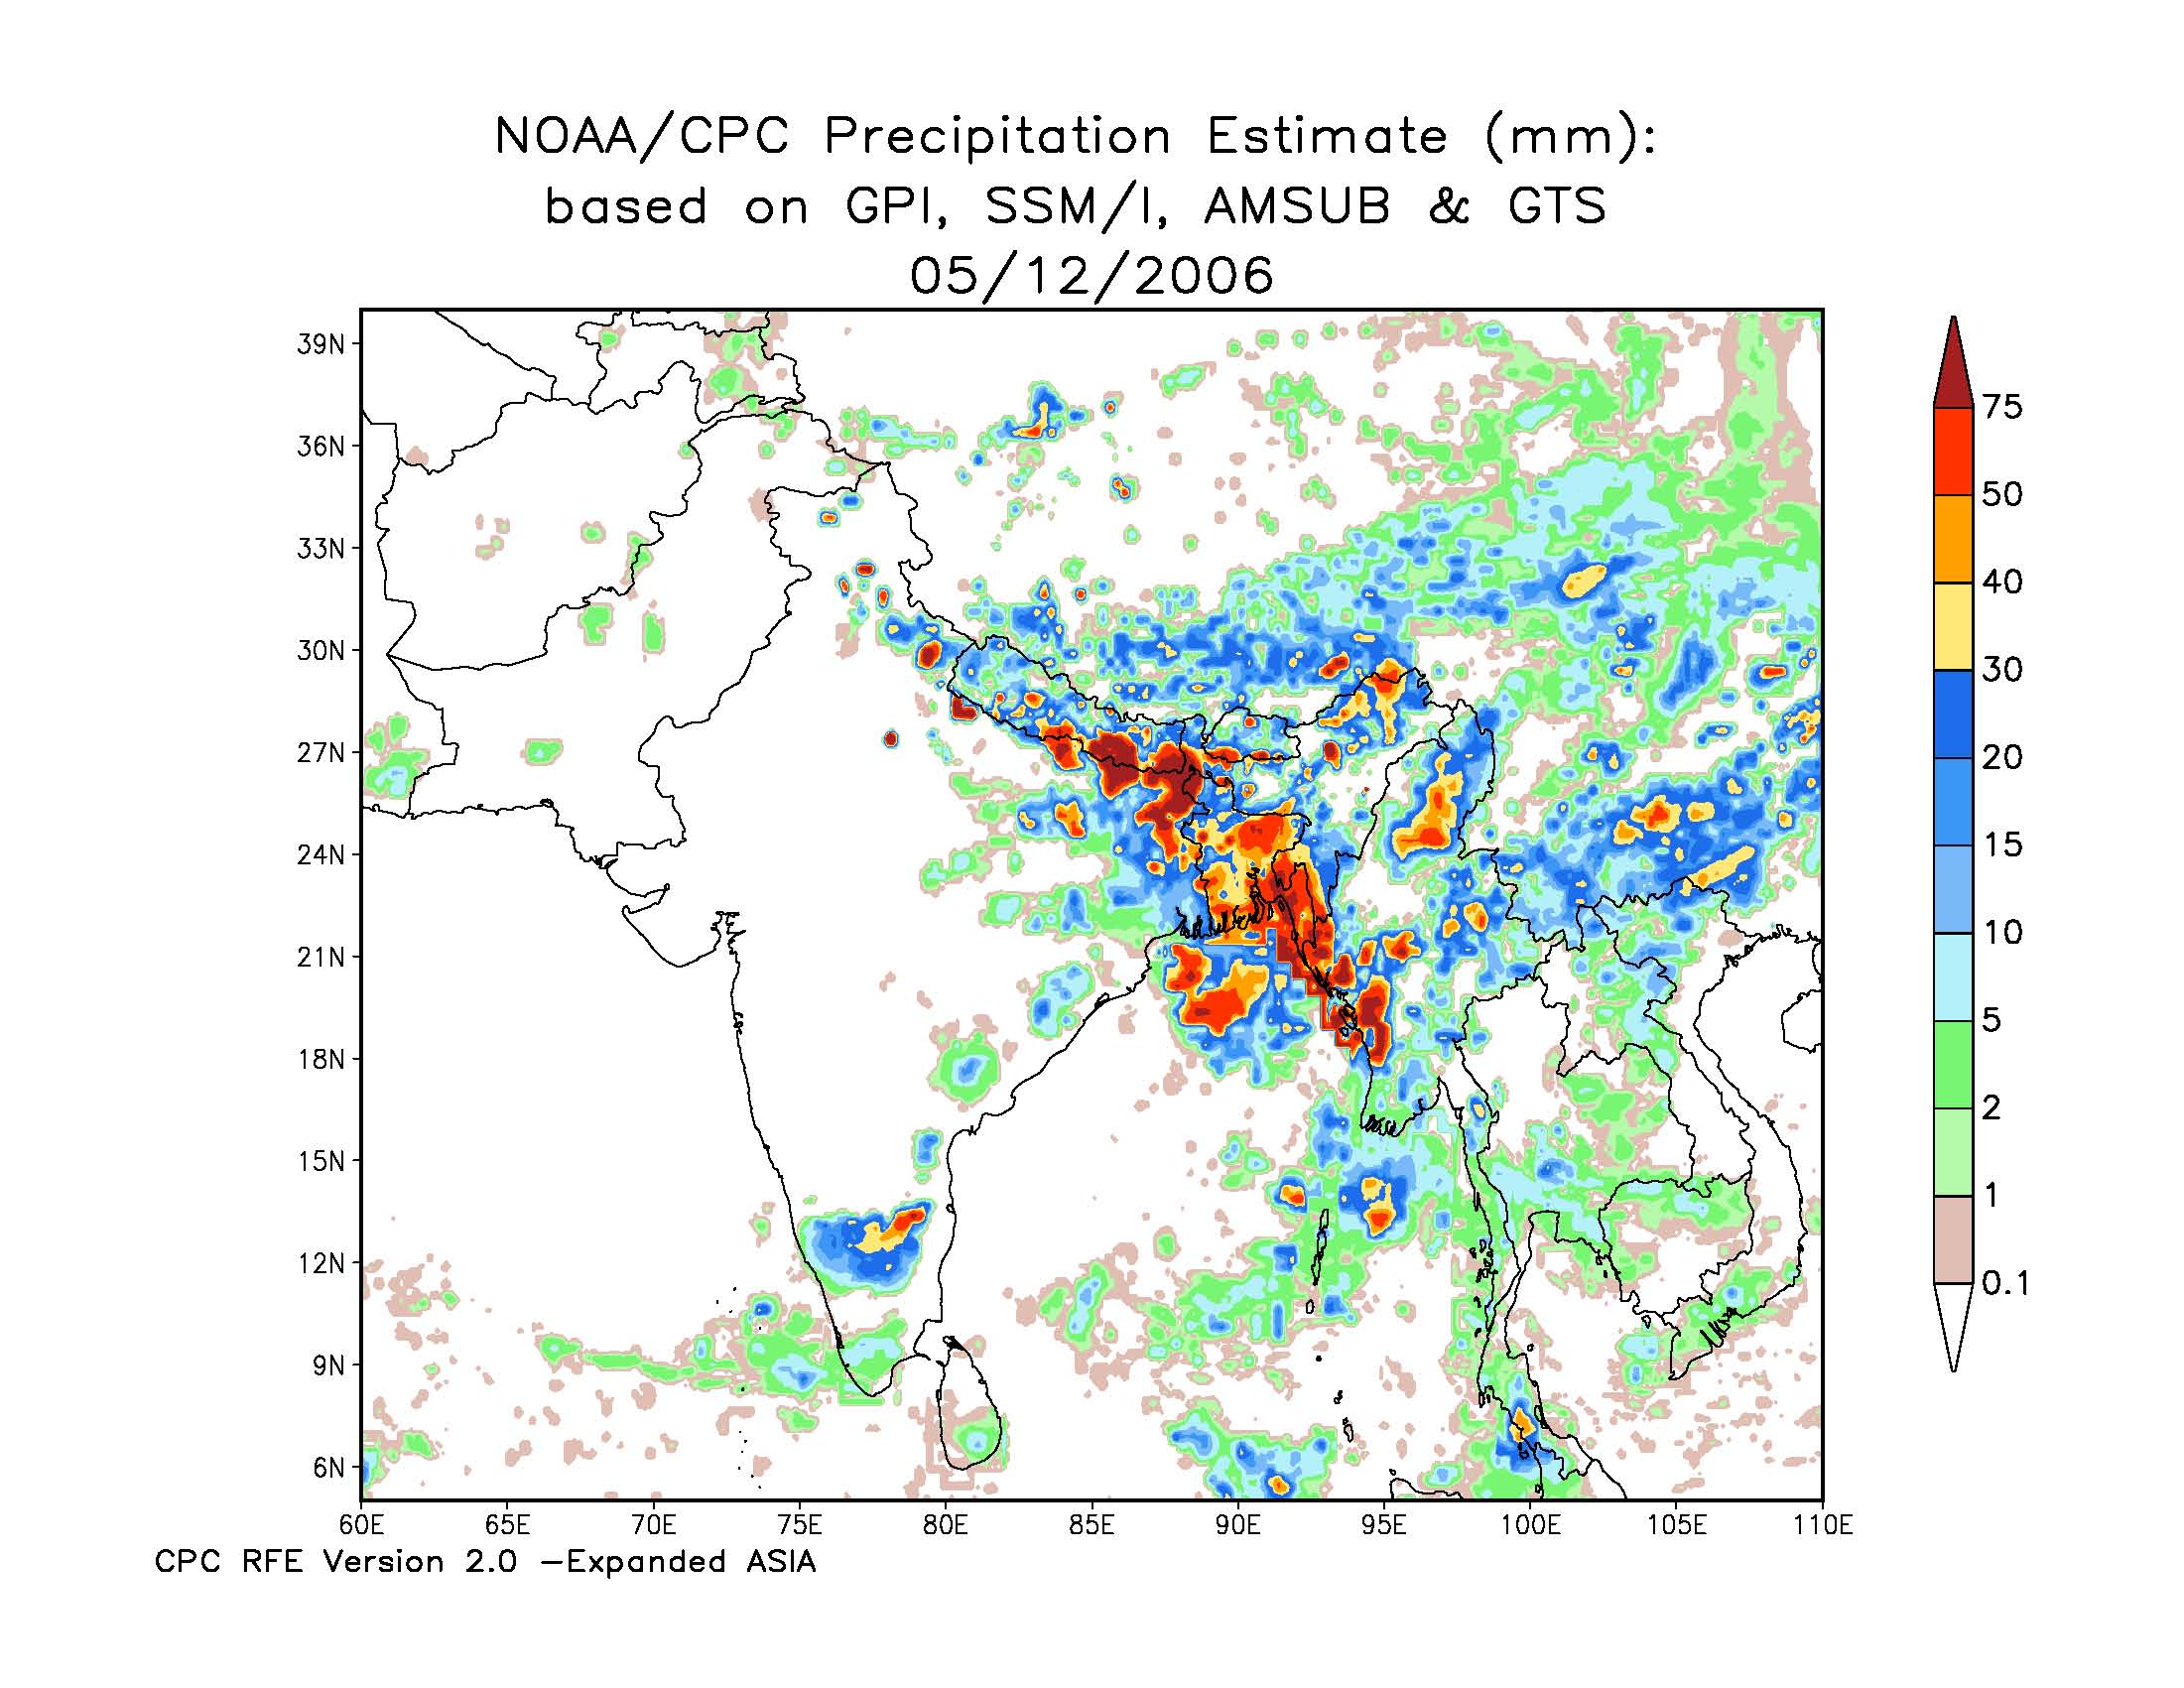 NOAA/CPC Precipitation Estimate (mm):
based on GPI, SSM/I, AMSUB & GTS
05/12/2006
39N
36N
33N
30N
27N
24N
21N
18N
15N
12N
9N
6N
60E 65E 70E 75E 80E 85E 90E 95E 100E 105E 110E
75
50
40
30
20
15
10
5
2
1
0.1
CPC RFE Version 2.0 –Expanded ASIA